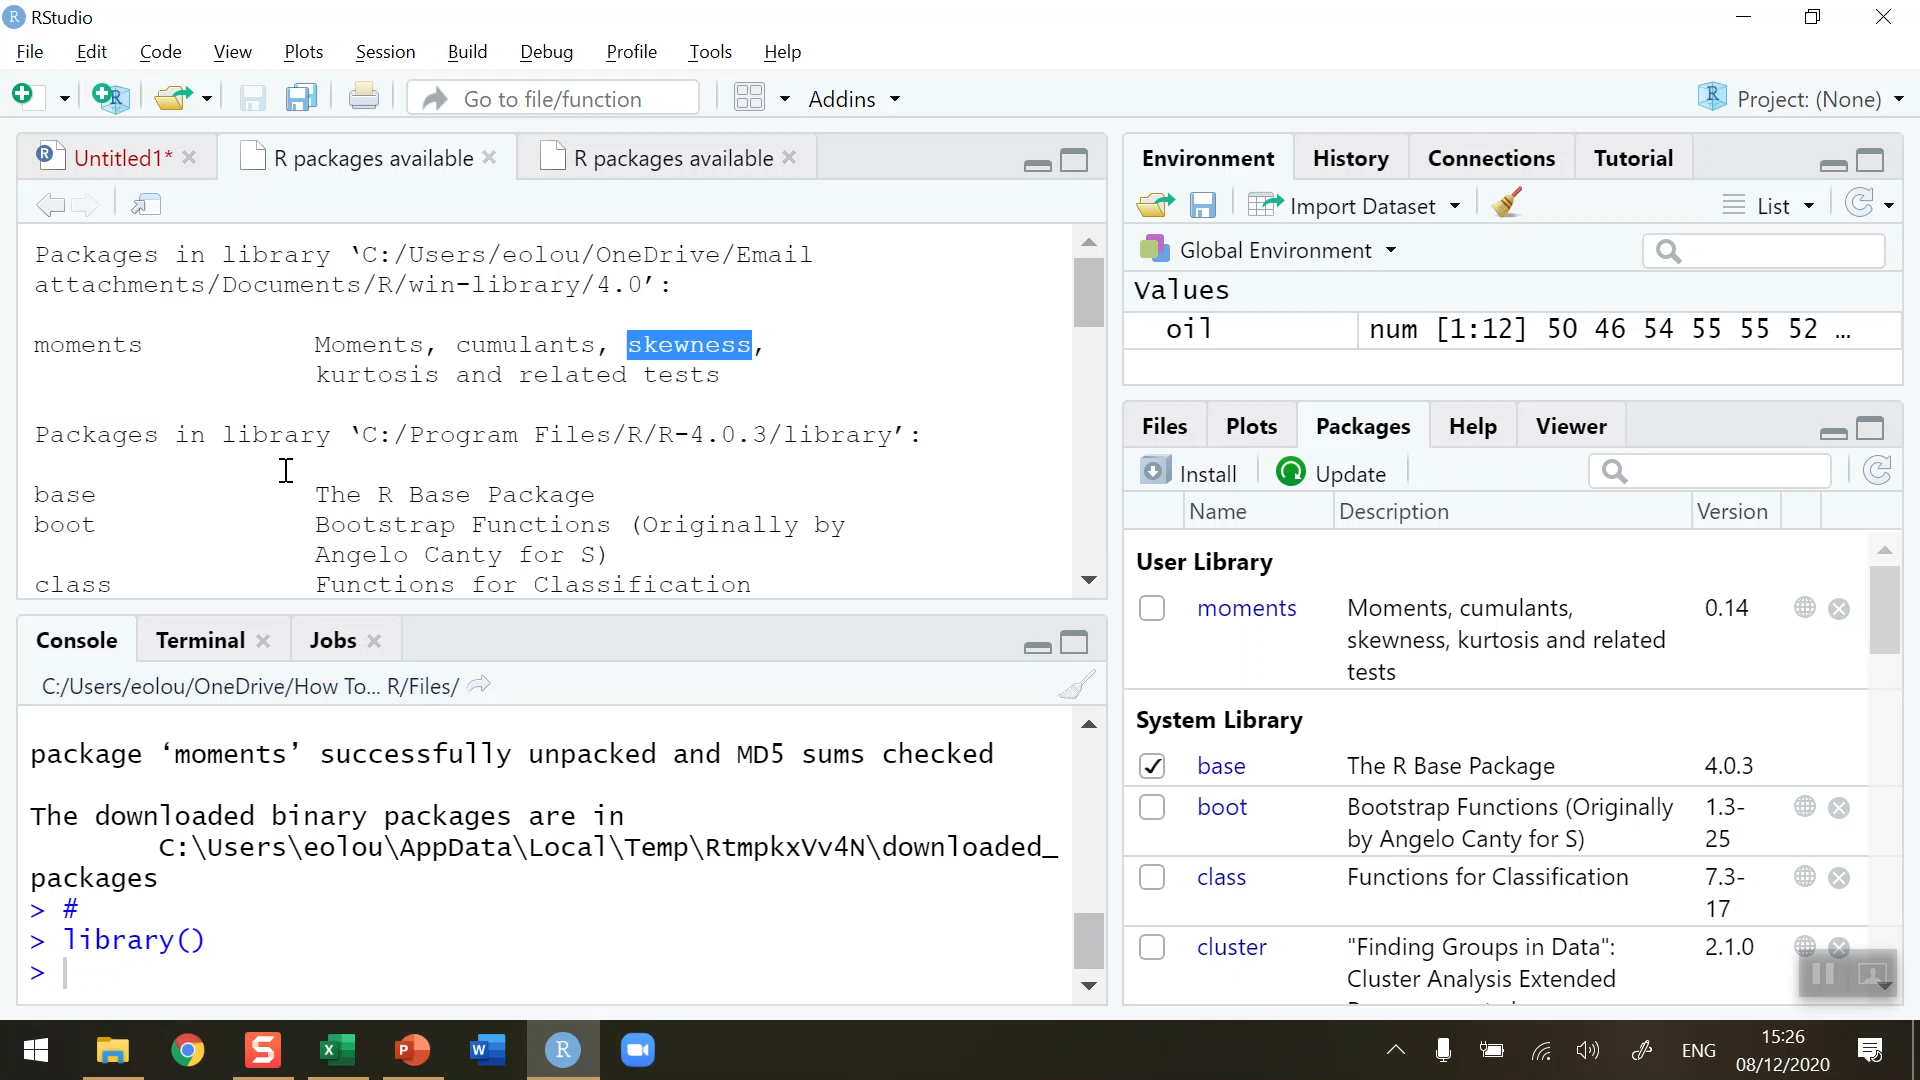 RStudio
File Edit Code View Plots Session Build Debug Profile Tools Help
Go to file/function
Addins
Project: (None)
Untitled1*
R packages available
R packages available
Packages in library ‘C:/Users/eolou/OneDrive/Email
attachments/Documents/R/win-library/4.0’:
moments Moments, cumulants, skewness,
kurtosis and related tests
Packages in library ‘C:/Program Files/R/R-4.0.3/library’:
base The R Base Package
boot Bootstrap Functions (Originally by
Angelo Canty for S)
class Functions for Classification
Console Terminal Jobs
C:/Users/eolou/OneDrive/How To... R/Files/
package ‘moments’ successfully unpacked and MD5 sums checked
The downloaded binary packages are in
C:\Users\eolou\AppData\Local\Temp\RtmpkxVv4N\downloaded_
packages
> #
> library()
>
Environment History Connections Tutorial
Import Dataset
List
Global Environment
Values
oil num [1:12] 50 46 54 55 55 52 ...
Files Plots Packages Help Viewer
Install Update
Name Description Version
User Library
moments Moments, cumulants, 0.14
skewness, kurtosis and related
tests
System Library
base The R Base Package 4.0.3
boot Bootstrap Functions (Originally 1.3-
by Angelo Canty for S) 25
class Functions for Classification 7.3-
17
cluster "Finding Groups in Data": 2.1.0
Cluster Analysis Extended
ENG
15:26
08/12/2020